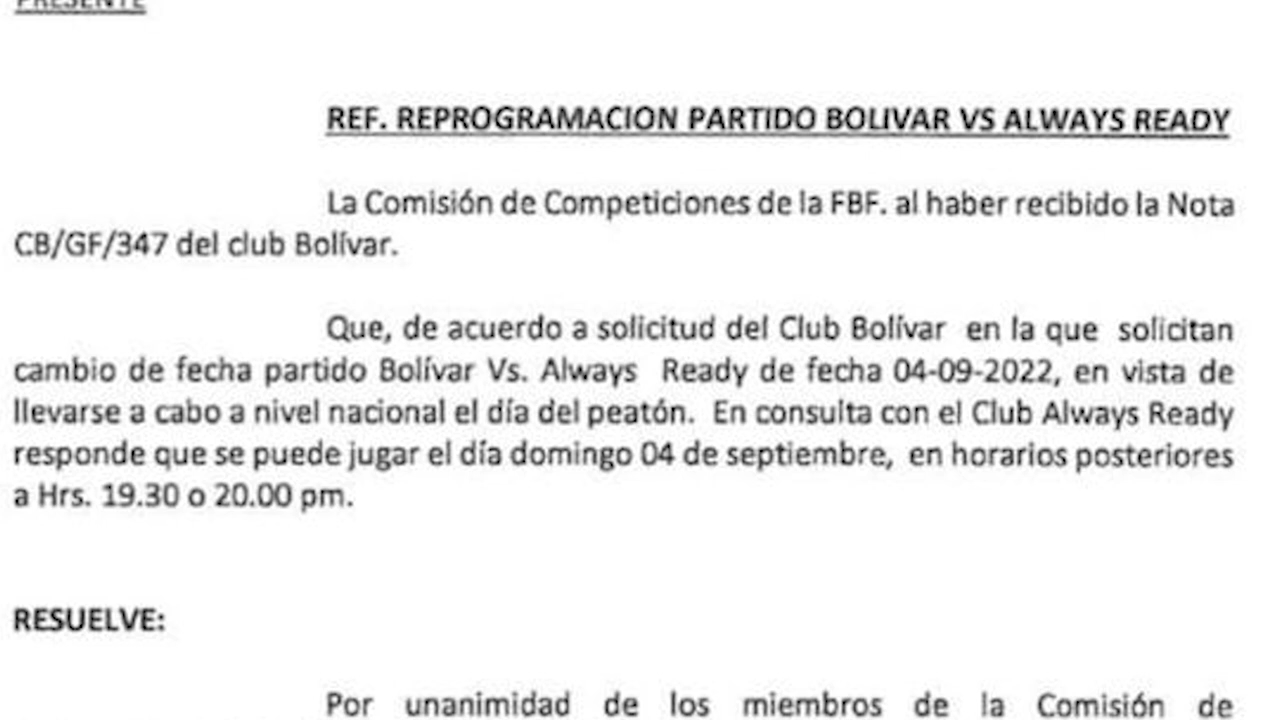 PRESENTE
REF. REPROGRAMACION PARTIDO BOLIVAR VS ALWAYS READY
La Comisión de Competiciones de la FBF. al haber recibido la Nota
CB/GF/347 del club Bolívar.
Que, de acuerdo a solicitud del Club Bolívar en la que solicitan
cambio de fecha partido Bolívar Vs. Always Ready de fecha 04-09-2022, en vista de
llevarse a cabo a nivel nacional el día del peatón. En consulta con el Club Always Ready
responde que se puede jugar el día domingo 04 de septiembre, en horarios posteriores
a Hrs. 19.30 o 20.00 pm.
RESUELVE:
Por unanimidad de los miembros de la Comisión de